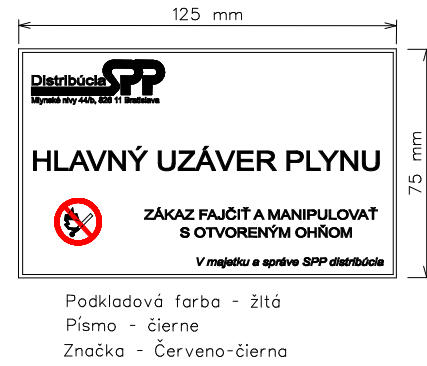 125 mm
Distribúcia SPP
Mlynské nivy 44/b, 826 11 Bratislava
HLAVNÝ UZÁVER PLYNU
75 mm
ZÁKAZ FAJČIŤ A MANIPULOVAŤ
S OTVORENÝM OHŇOM
V majetku a správe SPP distribúcia
Podkladová farba - žltá
Písmo - čierne
Značka - Červeno-čierna